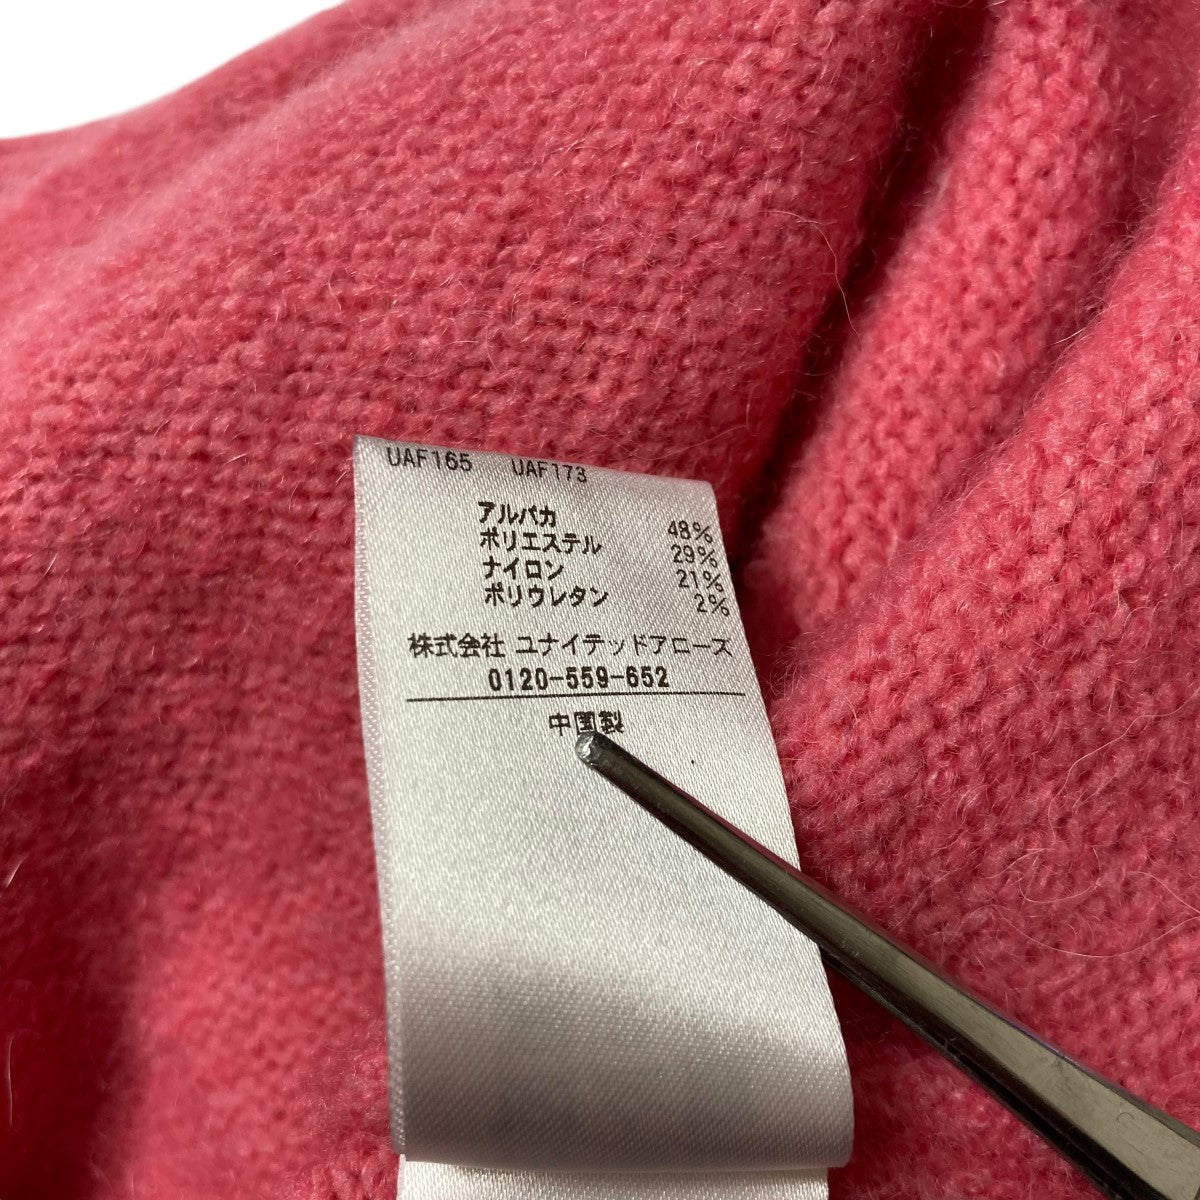 UAF165 UAF173
アルパカ 48%
ポリエステル 29%
ナイロン 21%
ポリウレタン 2%
株式会社 ユナイテッドアローズ
0120-559-652
中国製